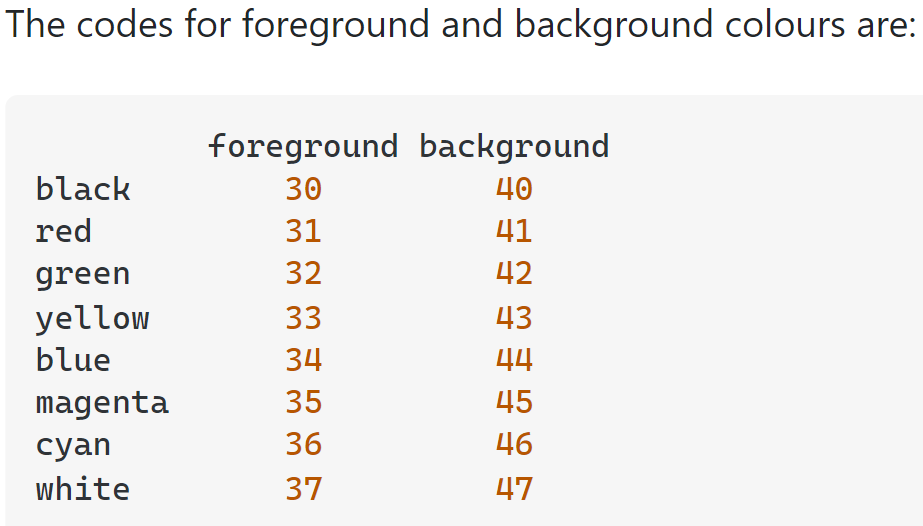 The codes for foreground and background colours are:
foreground background
black 30 40
red 31 41
green 32 42
yellow 33 43
blue 34 44
magenta 35 45
cyan 36 46
white 37 47